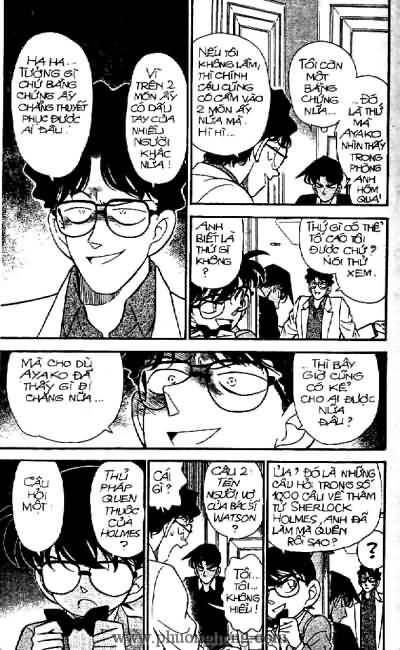 HA HA...
TƯỞNG GÌ
CHỨ BẰNG
CHỨNG ẤY
CHẲNG THUYẾT
PHỤC ĐƯỢC
AI ĐÂU!
VÌ
TRÊN 2
MÓN ẤY
CÓ DẤU
TAY CỦA
NHIỀU
NGƯỜI
KHÁC
NỮA!
NẾU TÔI
KHÔNG LẦM,
THÌ CHÍNH
CẬU CŨNG
CÓ CẦM VÀO
2 MÓN ẤY
NỮA MÀ
HÌ HÌ...
TÔI CÒN
MỘT
BẰNG
CHỨNG
NỮA...
...ĐÓ
LÀ THỨ
MÀ
AYAKO
NHÌN THẤY
TRONG
PHÒNG
ANH
HÔM
QUA!
ANH
BIẾT LÀ
THỨ GÌ
KHÔNG
?
THỨ GÌ CÓ THỂ
TỐ CÁO TÔI
ĐƯỢC CHỨ?
NÓI THỬ
XEM.
MÀ CHO DÙ
AYAKO ĐÃ
THẤY GÌ ĐI
CHĂNG NỮA...
...THÌ BÂY
GIỜ CŨNG
CÓ KỂ
CHO AI ĐƯỢC
NỮA
ĐÂU?
CÂU
HỎI
MỘT:
THỦ
PHÁP
QUEN
THUỘC
CỦA
HOLMES
?
CÁI
GÌ?
CÂU 2:
TÊN
NGƯỜI VỢ
CỦA BÁC SĨ
WATSON
?
TÔI...
TÔI...
KHÔNG
HIỂU!
ỦA? ĐÓ LÀ NHỮNG
CÂU HỎI TRONG SỐ
1000 CÂU VỀ THÁM
TỬ SHERLOCK
HOLMES, ANH ĐÃ
LÀM MÀ QUÊN
RỒI SAO?
?
www.phuonghong.com